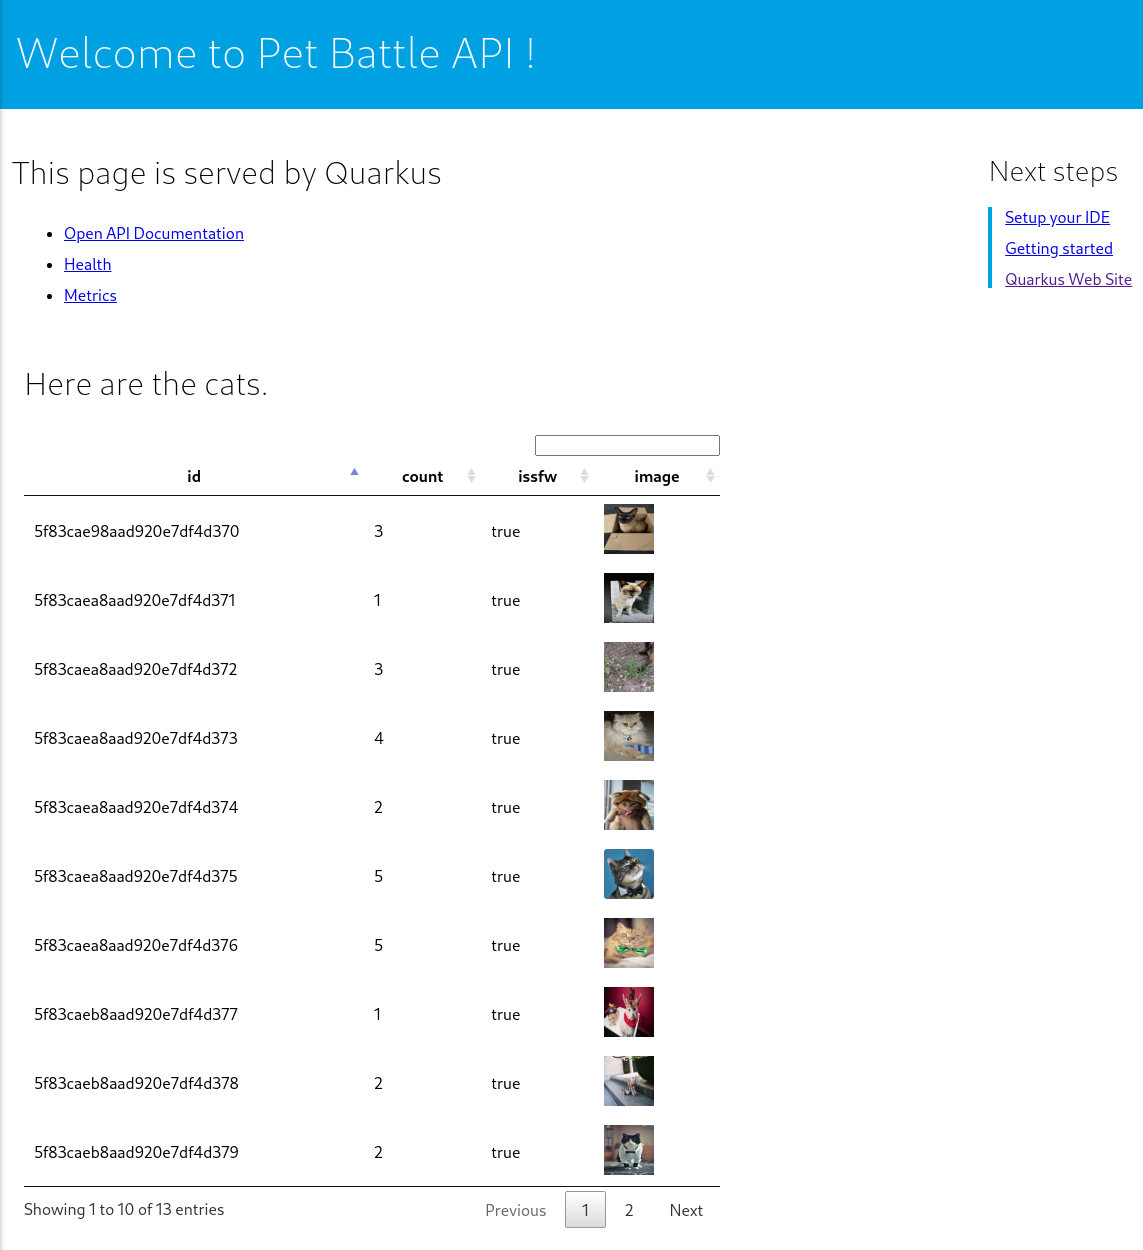 Welcome to Pet Battle API !
This page is served by Quarkus
Open API Documentation
Health
Metrics
Next steps
Setup your IDE
Getting started
Quarkus Web Site
Here are the cats.
id count issfw image
5f83cae98aad920e7df4d370 3 true
5f83caea8aad920e7df4d371 1 true
5f83caea8aad920e7df4d372 3 true
5f83caea8aad920e7df4d373 4 true
5f83caea8aad920e7df4d374 2 true
5f83caea8aad920e7df4d375 5 true
5f83caea8aad920e7df4d376 5 true
5f83caeb8aad920e7df4d377 1 true
5f83caeb8aad920e7df4d378 2 true
5f83caeb8aad920e7df4d379 2 true
Showing 1 to 10 of 13 entries Previous 1 2 Next